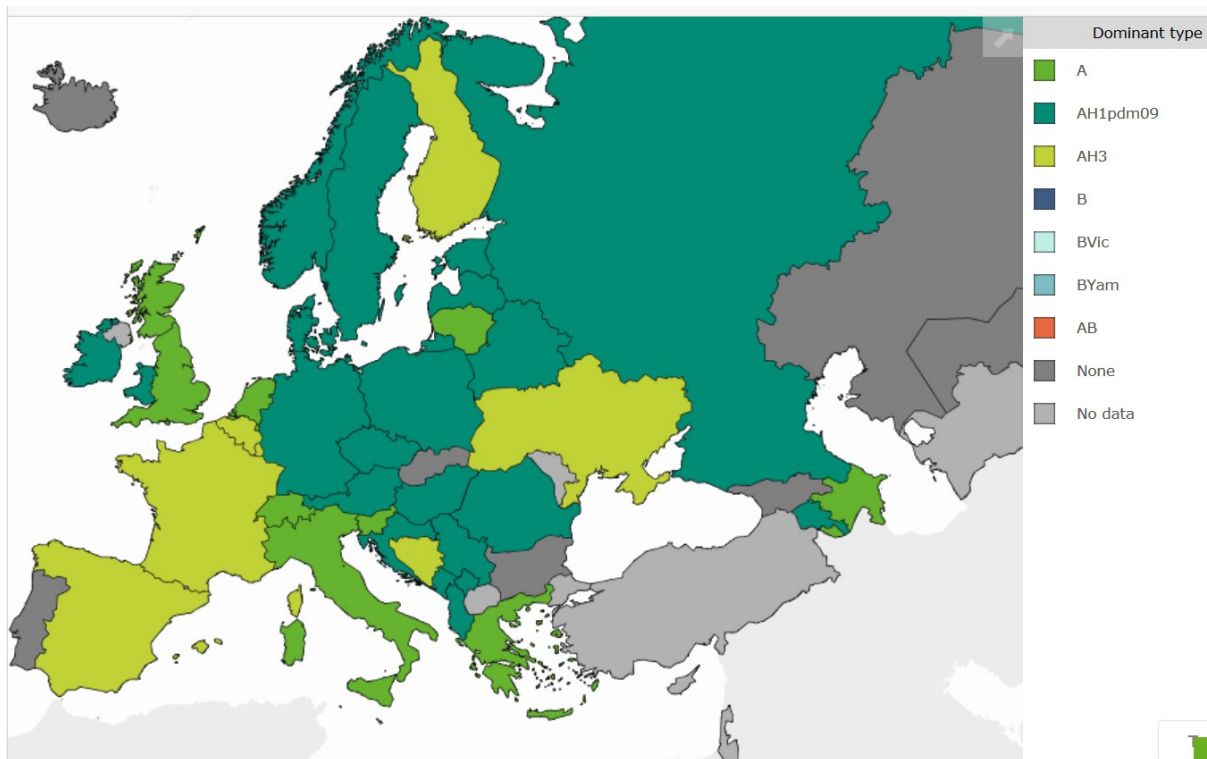 Dominant type
A
AH1pdm09
AH3
B
BVic
BYam
AB
None
No data